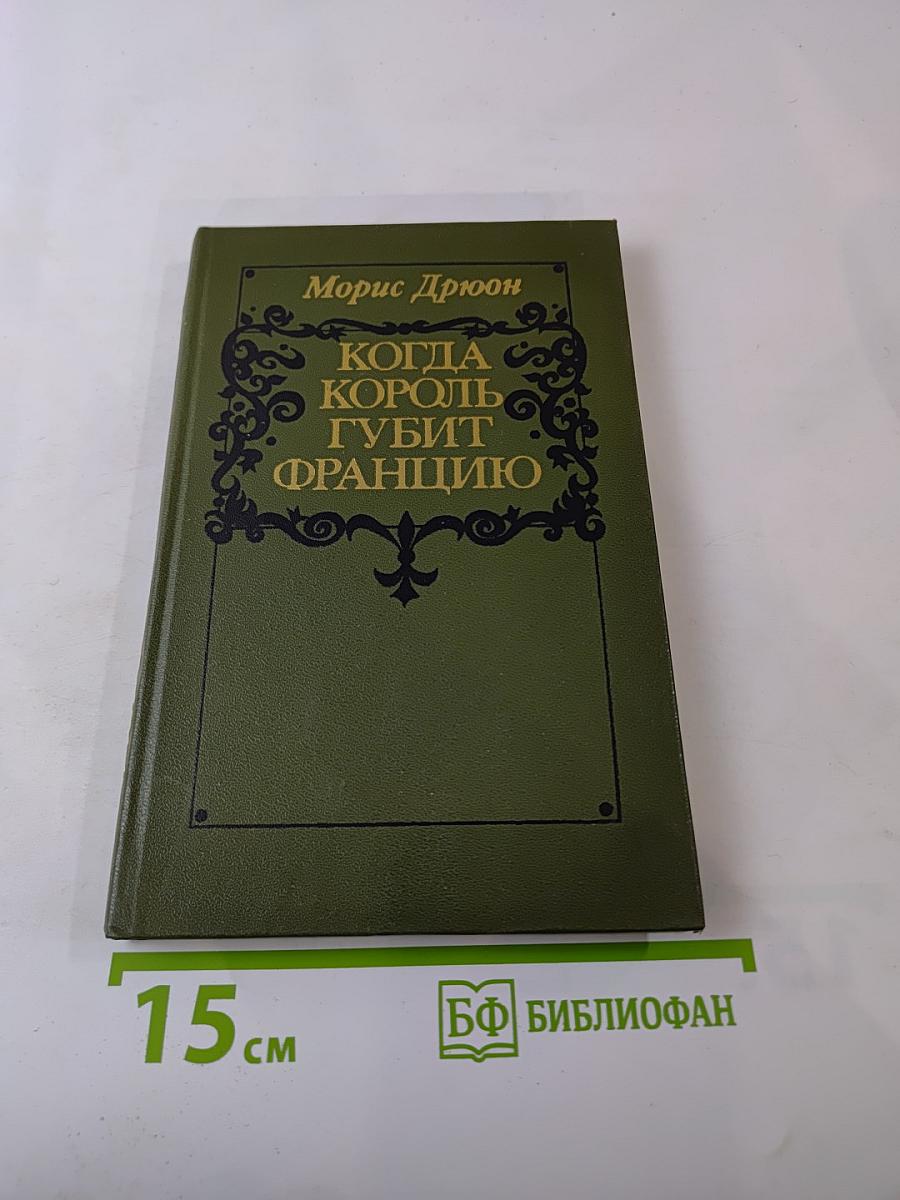 Морис Дрюон
КОГДА
КОРОЛЬ
ГУБИТ
ФРАНЦИЮ
15 см
БФ БИБЛИОФАН